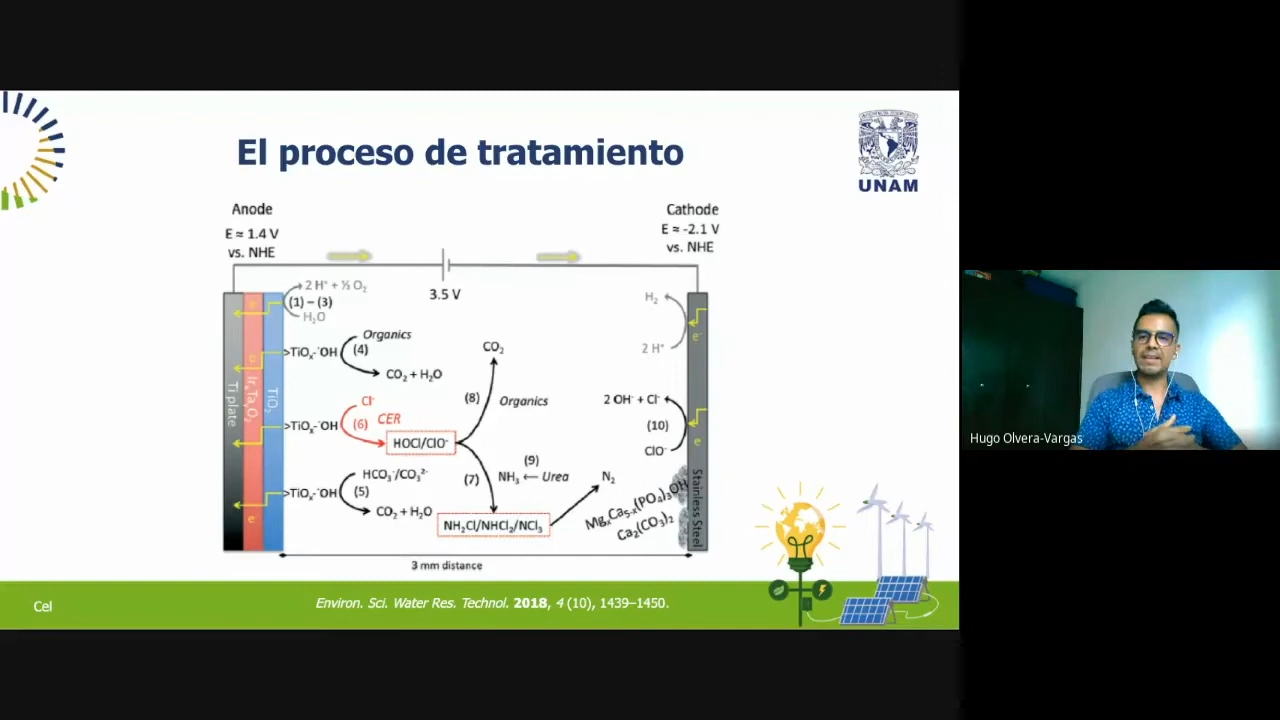 El proceso de tratamiento
UNAM
Anode
E ≈ 1.4 V
vs. NHE
Cathode
E ≈ -2.1 V
vs. NHE
3.5 V
2 H⁺ + ½ O₂
(1) – (3)
H₂O
>TiOₓ-·OH
Organics
(4)
CO₂ + H₂O
Cl⁻
(6) CER
>TiOₓ-·OH
HOCl/ClO⁻
HCO₃⁻/CO₃²⁻
>TiOₓ-·OH
(5)
CO₂ + H₂O
CO₂
(8)
Organics
(9)
(7)
NH₃ ← Urea
N₂
NH₂Cl/NHCl₂/NCl₃
H₂
2 H⁺
e⁻
2 OH⁻ + Cl⁻
(10)
ClO⁻
e
MgₓCa₅₋ₓ(PO₄)₃OH
Ca₂(CO₃)₂
Stainless Steel
Ti plate
IrₓTaᵧO₂
TiO₂
e
e
e
3 mm distance
Cel
Environ. Sci. Water Res. Technol. 2018, 4 (10), 1439–1450.
Hugo Olvera-Vargas